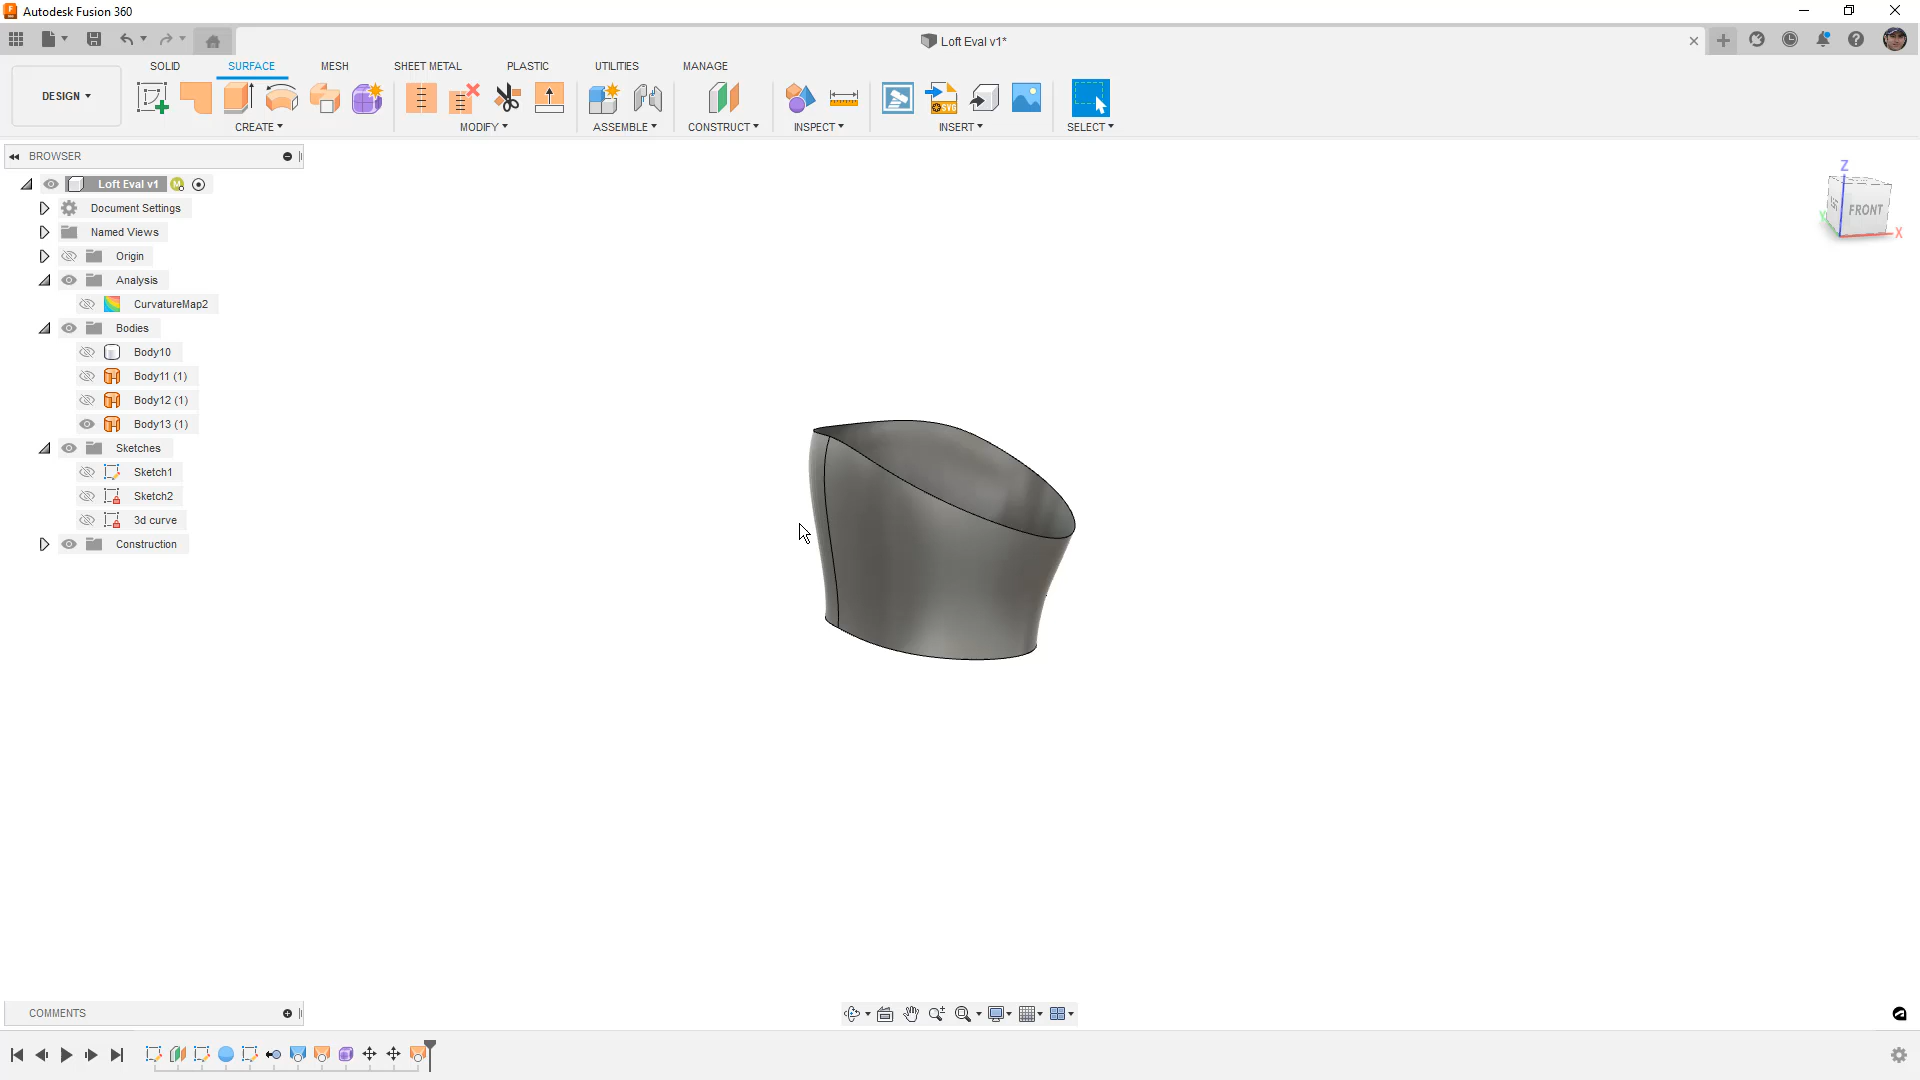 Autodesk Fusion 360
Loft Eval v1*
SOLID SURFACE MESH SHEET METAL PLASTIC UTILITIES MANAGE
DESIGN
SVG
CREATE MODIFY ASSEMBLE CONSTRUCT INSPECT INSERT SELECT
BROWSER
Loft Eval v1
Document Settings
Named Views
Origin
Analysis
CurvatureMap2
Bodies
Body10
Body11 (1)
Body12 (1)
Body13 (1)
Sketches
Sketch1
Sketch2
3d curve
Construction
Z
FRONT
X
COMMENTS